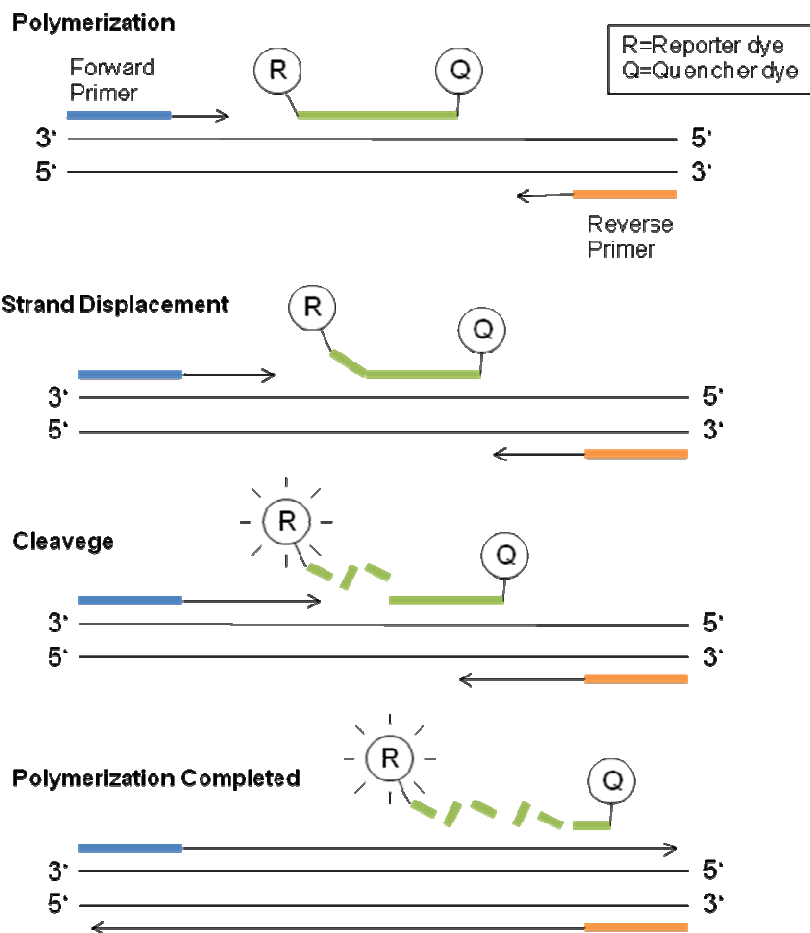 Polymerization
R=Reporter dye
Q=Quencher dye
Forward
Primer
R
Q
3'
5'
5'
3'
Reverse
Primer
Strand Displacement
R
Q
3'
5'
5'
3'
Cleavege
R
Q
3'
5'
5'
3'
Polymerization Completed
R
Q
3'
5'
5'
3'